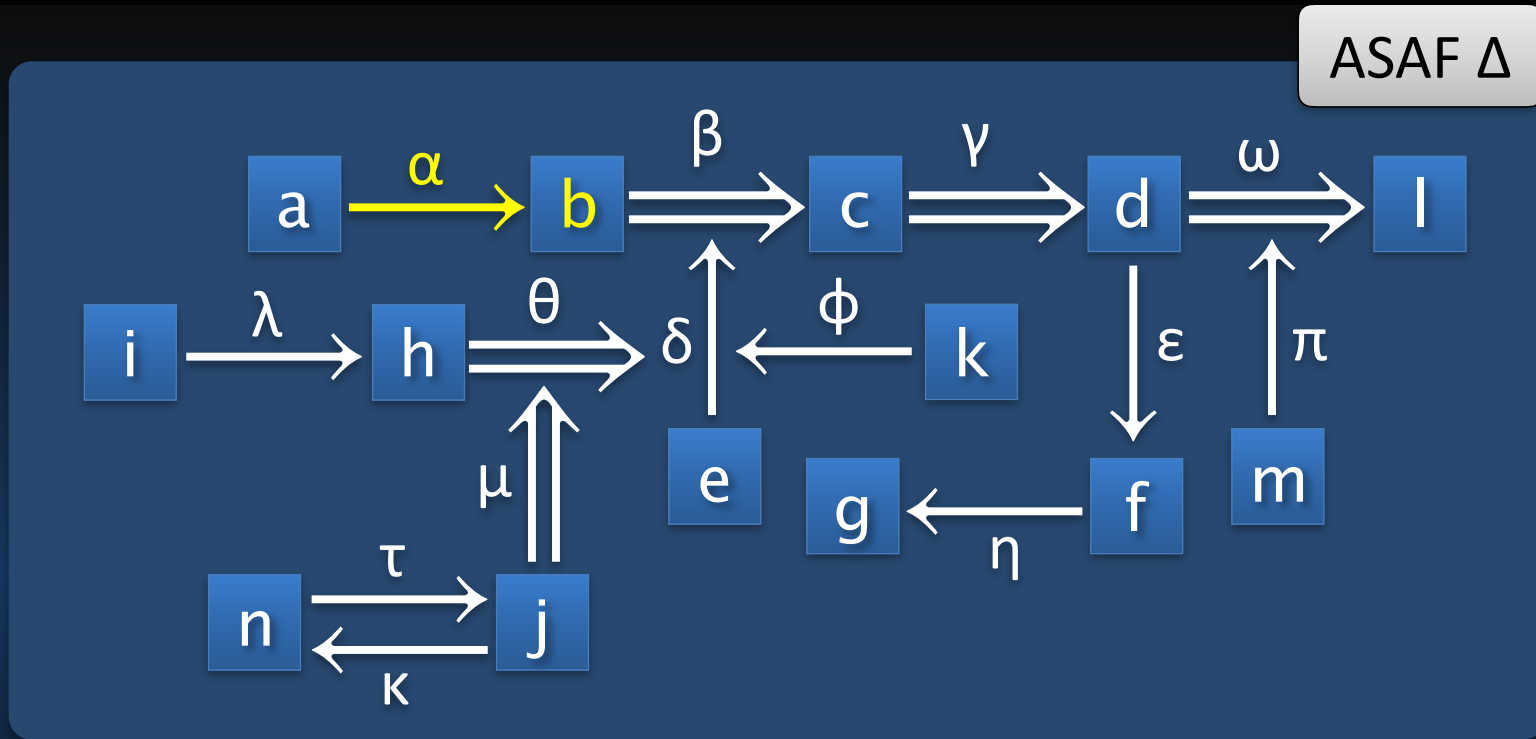 ASAF Δ
β γ
α ω
a b c d l
λ θ ϕ
i h δ k ε π
μ e g f m
τ η
n j
κ